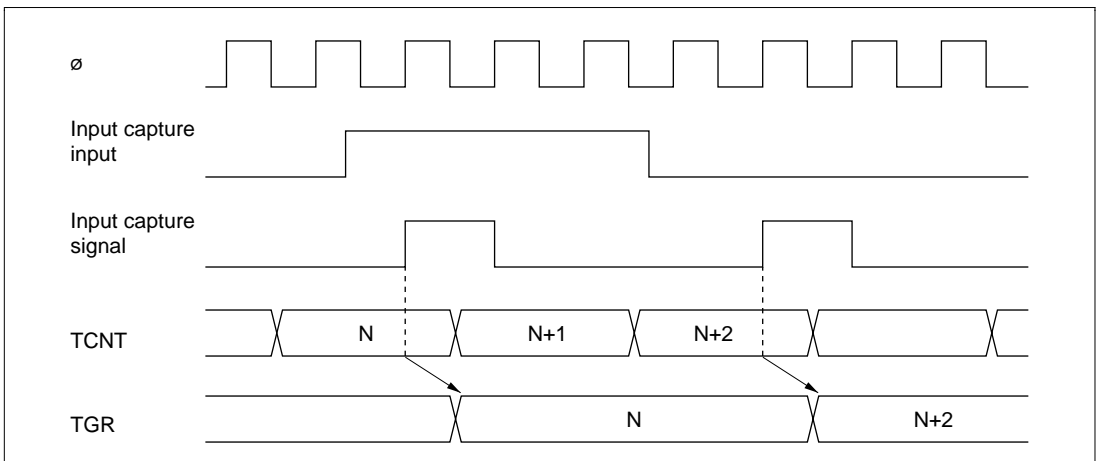 ø
Input capture
input
Input capture
signal
TCNT
N
N+1
N+2
TGR
N
N+2